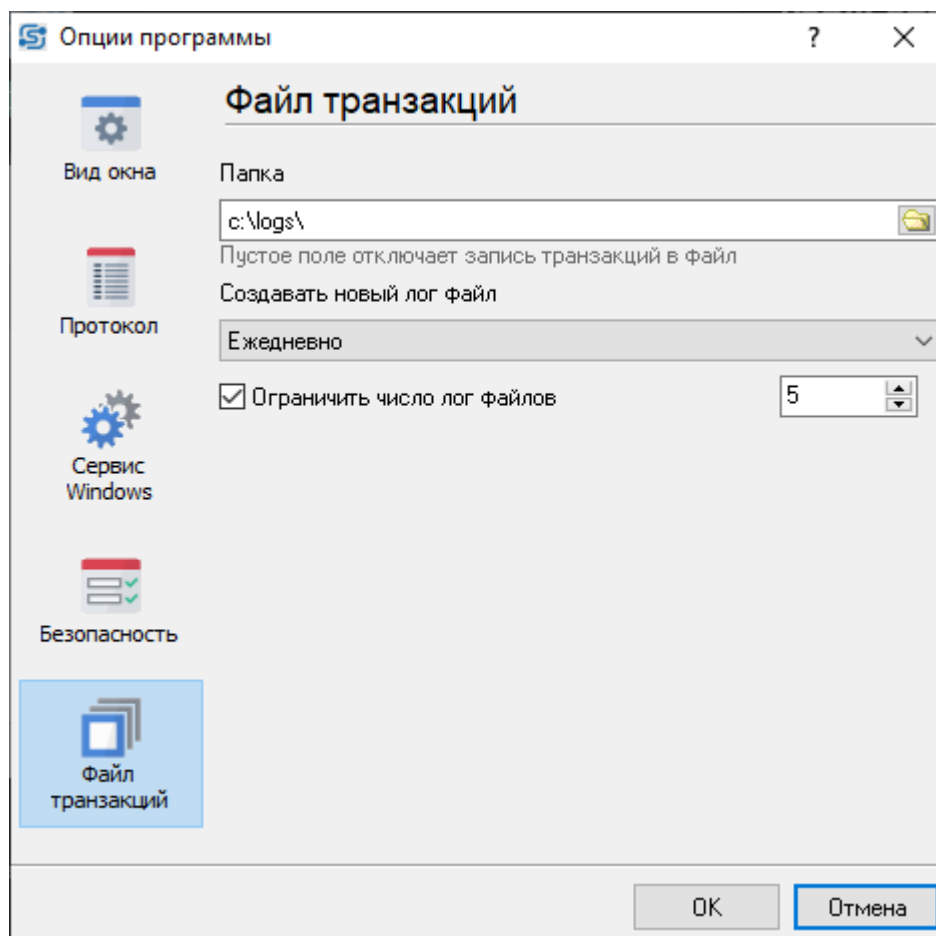 Опции программы
Файл транзакций
Вид окна
Протокол
Сервис
Windows
Безопасность
Файл
транзакций
Папка
c:\logs\
Пустое поле отключает запись транзакций в файл
Создавать новый лог файл
Ежедневно
Ограничить число лог файлов
5
OK
Отмена